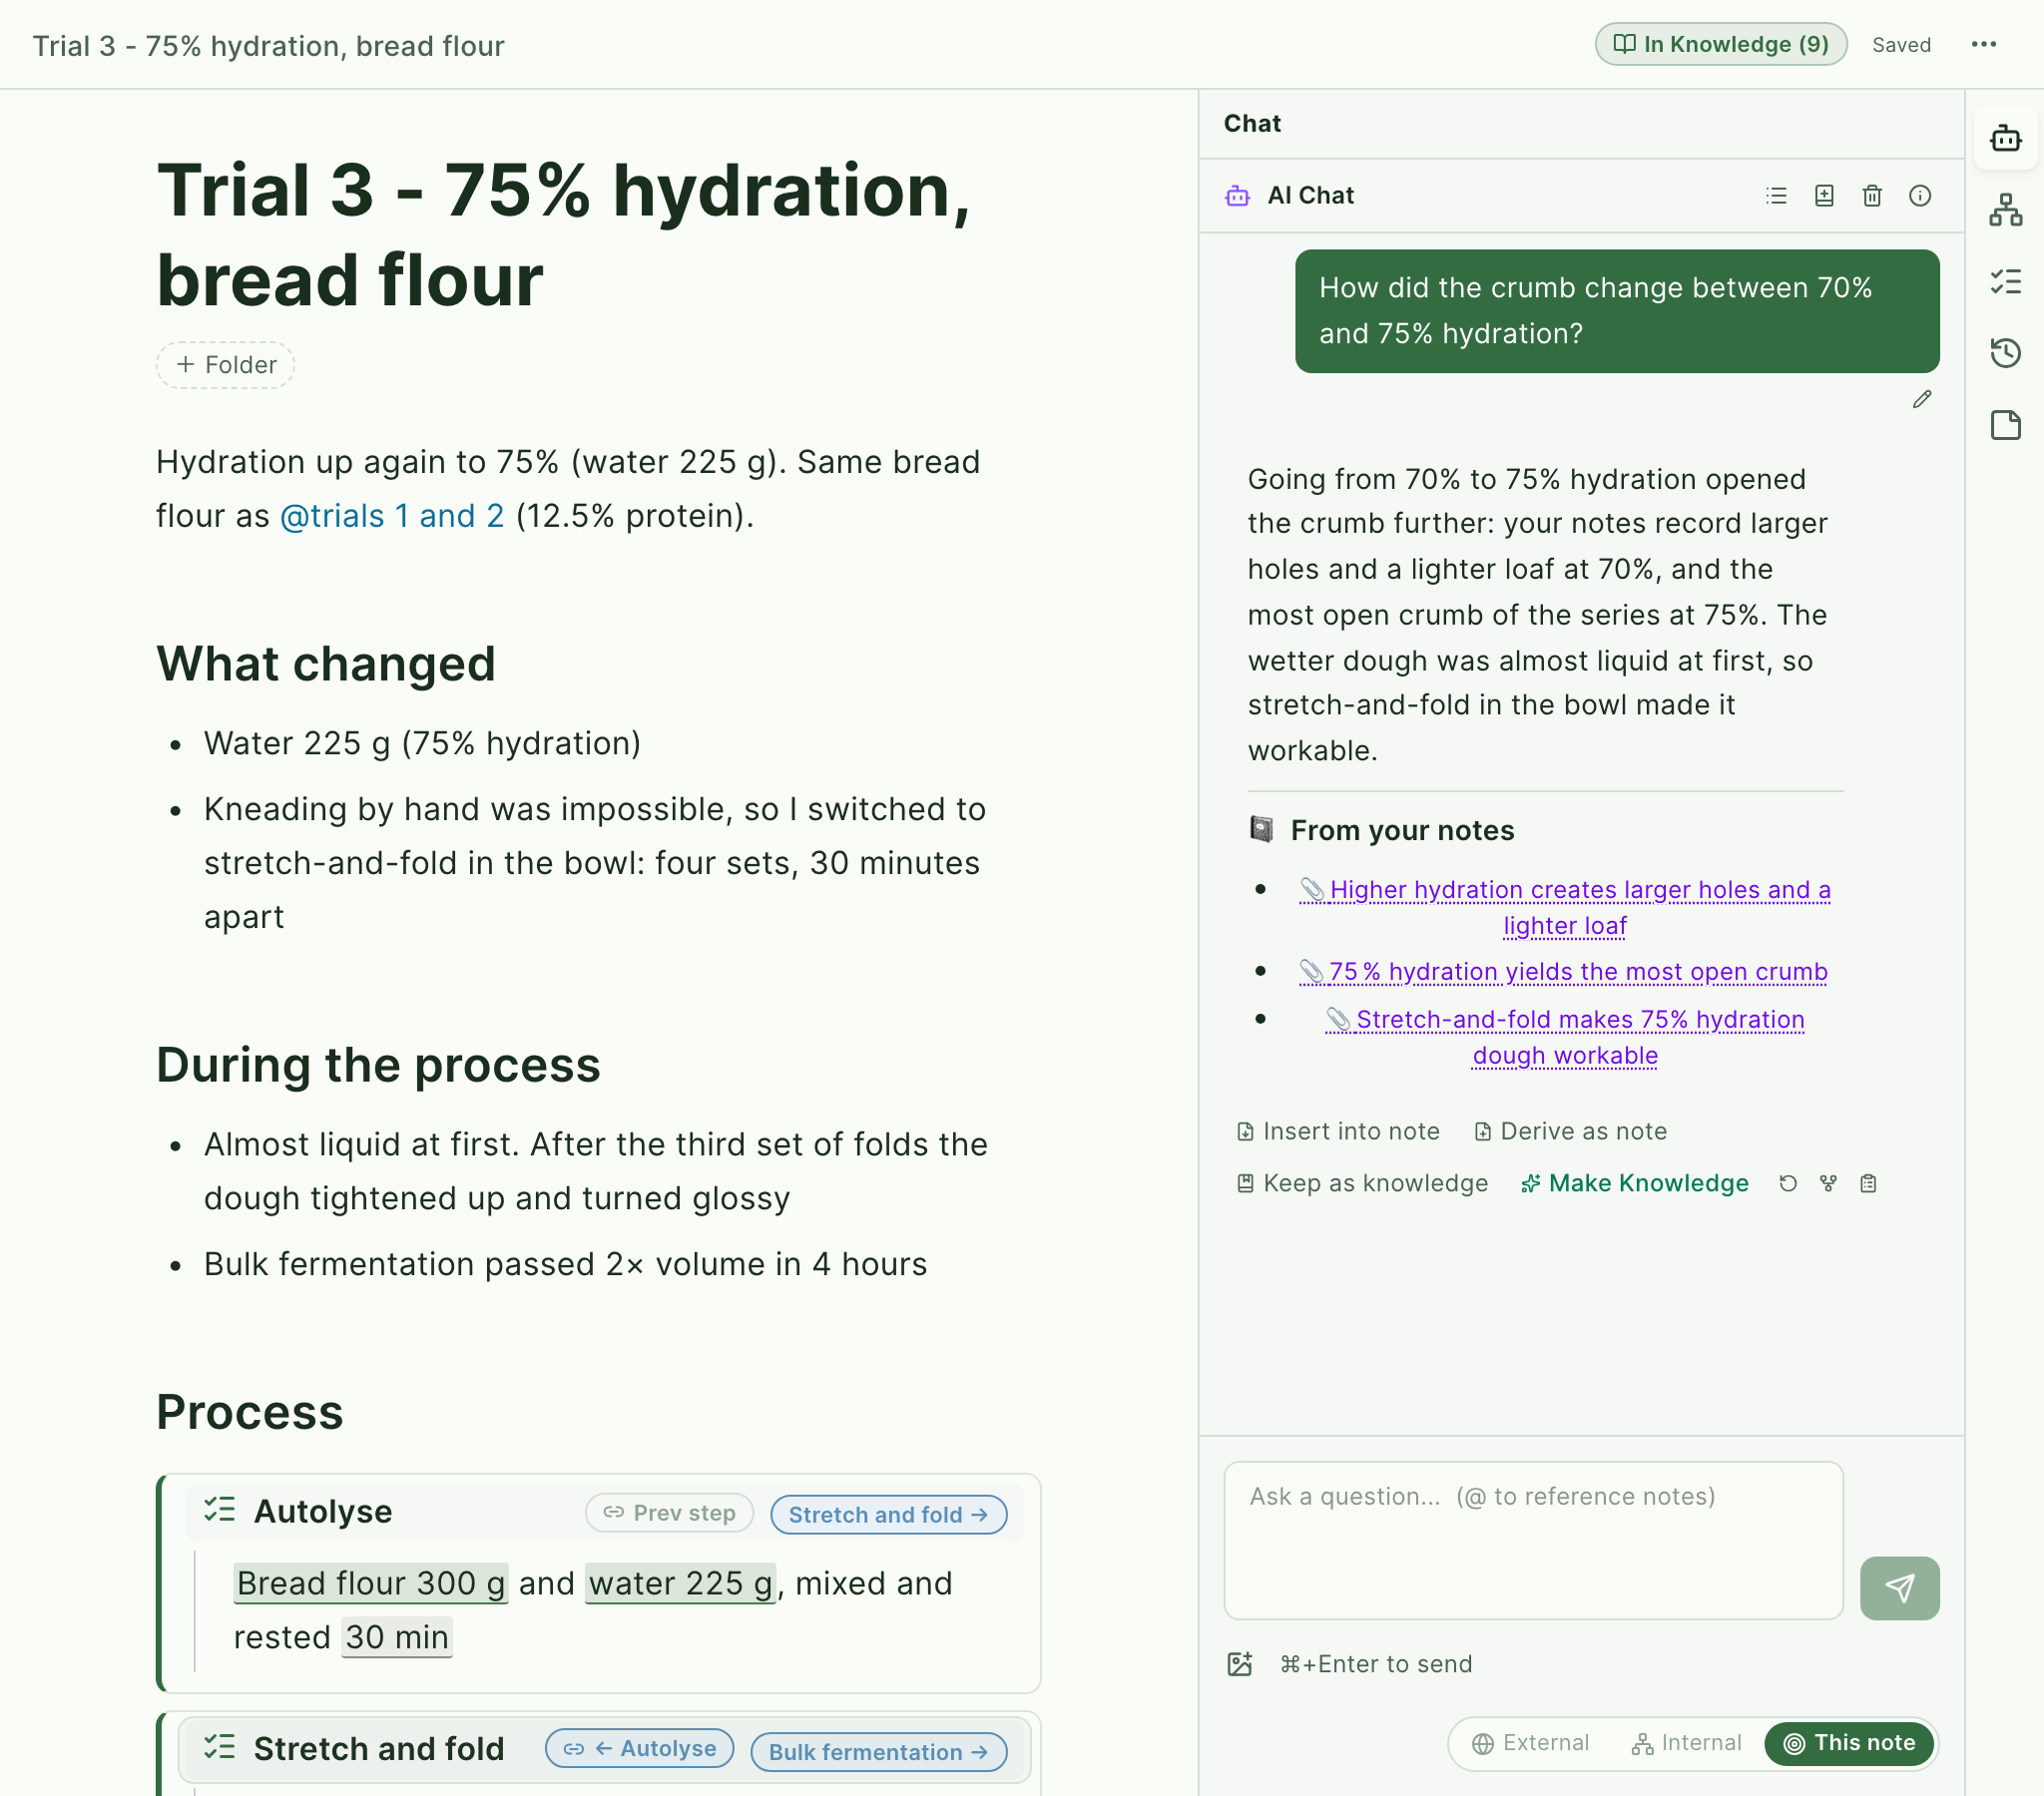 Trial 3 - 75% hydration, bread flour
In Knowledge (9)
Saved
Trial 3 - 75% hydration,
bread flour
+ Folder
Hydration up again to 75% (water 225 g). Same bread
flour as @trials 1 and 2 (12.5% protein).
What changed
• Water 225 g (75% hydration)
• Kneading by hand was impossible, so I switched to
stretch-and-fold in the bowl: four sets, 30 minutes
apart
During the process
• Almost liquid at first. After the third set of folds the
dough tightened up and turned glossy
• Bulk fermentation passed 2× volume in 4 hours
Process
Autolyse
Prev step
Stretch and fold →
Bread flour 300 g and water 225 g, mixed and
rested 30 min
Stretch and fold
← Autolyse
Bulk fermentation →
Chat
AI Chat
How did the crumb change between 70%
and 75% hydration?
Going from 70% to 75% hydration opened
the crumb further: your notes record larger
holes and a lighter loaf at 70%, and the
most open crumb of the series at 75%. The
wetter dough was almost liquid at first, so
stretch-and-fold in the bowl made it
workable.
From your notes
• Higher hydration creates larger holes and a
lighter loaf
• 75 % hydration yields the most open crumb
• Stretch-and-fold makes 75% hydration
dough workable
Insert into note
Derive as note
Keep as knowledge
Make Knowledge
Ask a question... (@ to reference notes)
⌘+Enter to send
External
Internal
This note